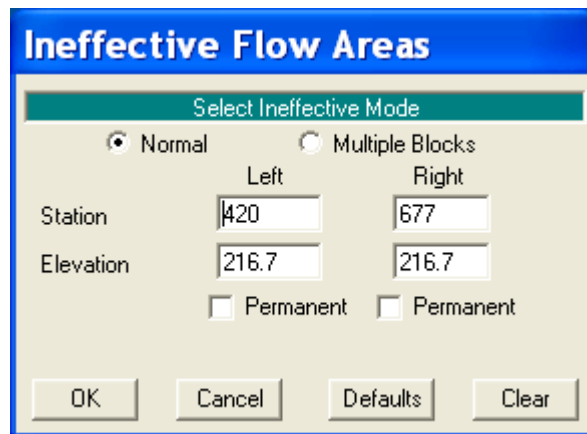 Ineffective Flow Areas
Select Ineffective Mode
Normal Multiple Blocks
Left Right
Station 420 677
Elevation 216.7 216.7
Permanent Permanent
OK Cancel Defaults Clear